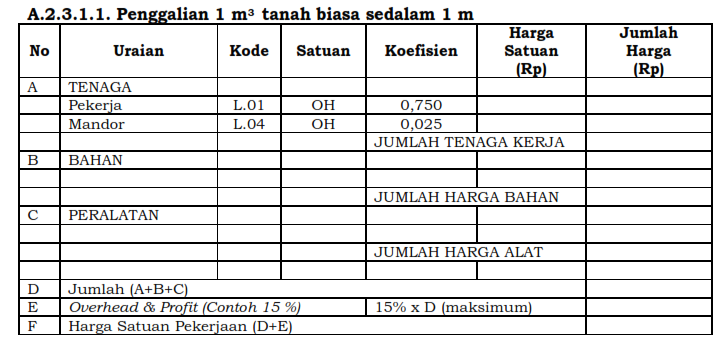 A.2.3.1.1. Penggalian 1 m³ tanah biasa sedalam 1 m
No Uraian Kode Satuan Koefisien Harga Satuan (Rp) Jumlah Harga (Rp)
A TENAGA
Pekerja L.01 OH 0,750
Mandor L.04 OH 0,025
JUMLAH TENAGA KERJA
B BAHAN
JUMLAH HARGA BAHAN
C PERALATAN
JUMLAH HARGA ALAT
D Jumlah (A+B+C)
E Overhead & Profit (Contoh 15 %) 15% x D (maksimum)
F Harga Satuan Pekerjaan (D+E)